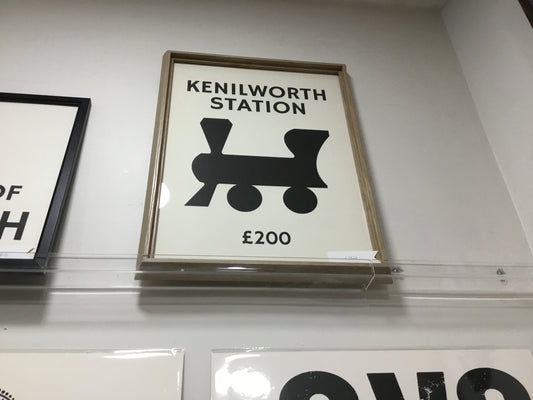 KENILWORTH
STATION
£200
OF
H